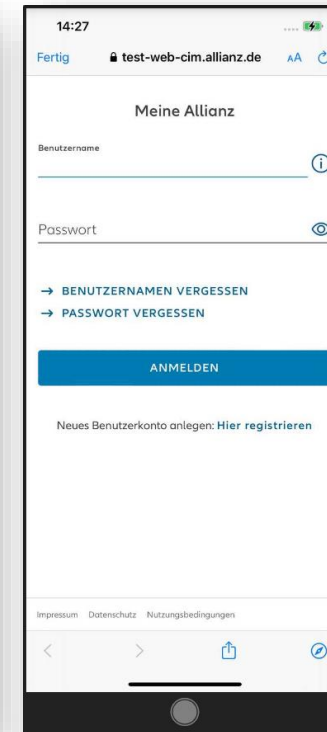 14:27
Fertig test-web-cim.allianz.de AA
Meine Allianz
Benutzername
Passwort
→ BENUTZERNAMEN VERGESSEN
→ PASSWORT VERGESSEN
ANMELDEN
Neues Benutzerkonto anlegen: Hier registrieren
Impressum Datenschutz Nutzungsbedingungen